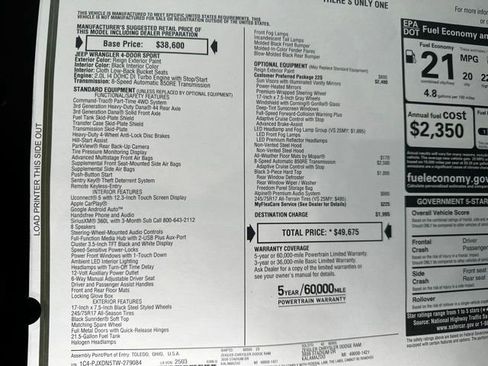 THERE'S ONLY ONE
THIS VEHICLE IS MANUFACTURED TO MEET SPECIFIC UNITED STATES REQUIREMENTS. THIS
VEHICLE IS NOT MANUFACTURED FOR SALE OR REGISTRATION OUTSIDE OF THE UNITED STATES.
MANUFACTURER'S SUGGESTED RETAIL PRICE OF
THIS MODEL INCLUDING DEALER PREPARATION
Base Price: $38,600
JEEP WRANGLER 4-DOOR SPORT
Exterior Color: Reign Exterior Paint
Interior Color: Black Interior Color
Interior: Cloth Low-Back Bucket Seats
Engine: 2.0L I4 DOHC DI Turbo Engine with Stop/Start
Transmission: 8-Speed Automatic 850RE Transmission
STANDARD EQUIPMENT (UNLESS REPLACED BY OPTIONAL EQUIPMENT)
FUNCTIONAL/SAFETY FEATURES
Command-Trac® Part-Time 4WD System
3rd Generation Heavy-Duty Dana® 44 Rear Axle
3rd Generation Dana® Solid Front Axle
Fuel Tank Skid-Plate Shield
Transfer Case Skid-Plate Shield
Transmission Skid-Plate
Heavy-Duty 4-Wheel Anti-Lock Disc Brakes
Hill-Start Assist
ParkView® Rear Back-Up Camera
Tire Pressure Monitoring Display
Advanced Multistage Front Air Bags
Supplemental Front Seat-Mounted Side Air Bags
Supplemental Side Air Bags
Push-Button Start
Sentry Key® Theft Deterrent System
Remote Keyless-Entry
INTERIOR FEATURES
Uconnect® 5 with 12.3-Inch Touch Screen Display
Apple CarPlay®
Google Android Auto™
Handsfree Phone and Audio
SiriusXM® 360L with 3-Month Sub Call 800-643-2112
8 Speakers
Steering-Wheel-Mounted Audio Controls
Full-Function Media Hub with 2-USB Plus Aux-Port
Cluster 3.5-Inch TFT Black and White Display
Speed-Sensitive Power-Locks
Power Front Windows with 1-Touch Down
Ambient LED Interior Lighting
Headlamps with Turn-Off Time Delay
12-Volt Auxiliary Power Outlet
6-Way Manual Adjustable Driver Seat
Driver and Passenger Assist Handles
Front and Rear Floor Mats
Locking Glove Box
EXTERIOR FEATURES
17-Inch x 7.5-Inch Black Steel Styled Wheels
245/75R17 All-Season Tires
Black Sunrider® Soft Top
Matching Spare Wheel
Full Metal Doors with Quick-Release Hinges
21.5-Gallon Fuel Tank
Halogen Headlamps
Front Fog Lamps
Incandescent Tail Lamps
Molded Black Front Bumper
Molded-in-Color Fender Flares
Molded Black Rear Bumper
OPTIONAL EQUIPMENT (May Replace Standard Equipment)
Reign Exterior Paint
Customer Preferred Package 22S
Sun Visors with Illuminated Vanity Mirrors
Power-Heated Mirrors
Premium-Wrapped Steering Wheel
17-Inch x 7.5-Inch Gray Wheels
Windshield with Corning® Gorilla® Glass
Deep-Tint Sunscreen Windows
Full-Speed Forward-Collision Warning Plus
Adaptive Cruise Control with Stop
Advanced Brake-Assist
LED Headlamp and Fog Lamp Group
LED Front Fog Lamps
LED Premium Reflector Headlamps
Non-Vented Steel Hood
Non-Vented Steel Hood
All-Weather Floor Mats by Mopar®
8-Speed Automatic 850RE Transmission
Adaptive Cruise Control with Stop
Black 3-Piece Hard Top
Rear Window Defroster
Rear Window Wiper / Washer
Freedom Panel Storage Bag
Alpine® Premium Audio System
245/75R17 All-Terrain Tires
MyFlexCare Service (See Dealer for Details)
DESTINATION CHARGE $1,995
TOTAL PRICE: * $49,675
WARRANTY COVERAGE
5-year or 60,000-mile Powertrain Limited Warranty.
3-year or 36,000-mile Basic Limited Warranty.
Ask Dealer for a copy of the limited warranties or see
your owner's manual for details.
5YEAR/60,000MILE
POWERTRAIN WARRANTY
Assembly Point/Port of Entry: TOLEDO, OHIO, U.S.A.
LOAD PRINTER THIS SIDE OUT
For more infor
EPA
DOT
Fuel Economy and
Fuel Economy
21
MPG
20
22
4.8
gallons per 100 miles
Annual fuel COST
$2,350
fueleconomy.gov
GOVERNMENT 5-STAR
Overall Vehicle Score
Frontal
Crash
Driver
Passenger
Side
Crash
Front seat
Rear seat
Rollover
Star ratings range from 1 to 5 stars
Source: National Highway Traffic Safety
www.safercar.gov or 1-8